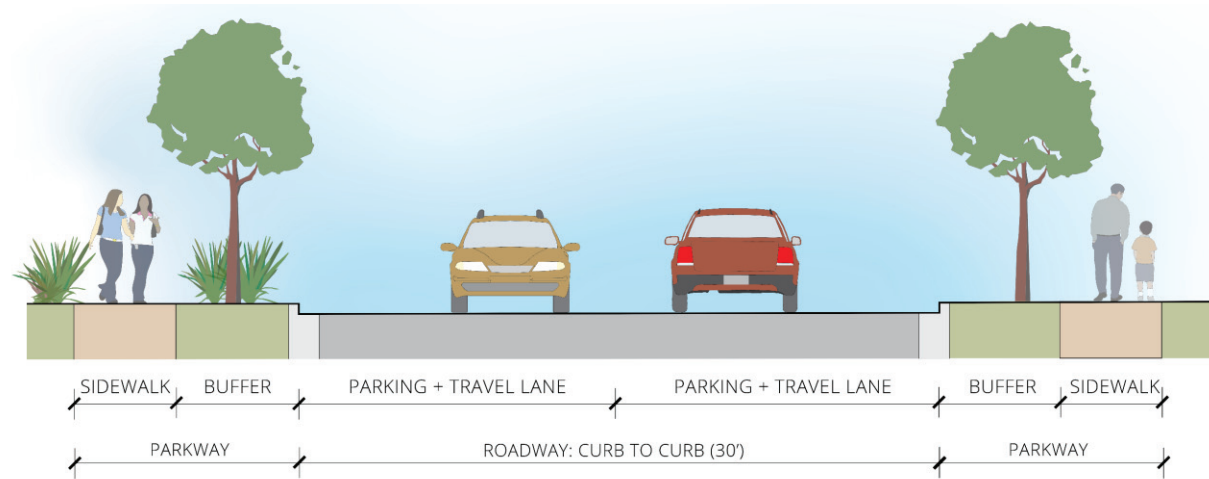 SIDEWALK
BUFFER
PARKING + TRAVEL LANE
PARKING + TRAVEL LANE
BUFFER
SIDEWALK
PARKWAY
ROADWAY: CURB TO CURB (30')
PARKWAY